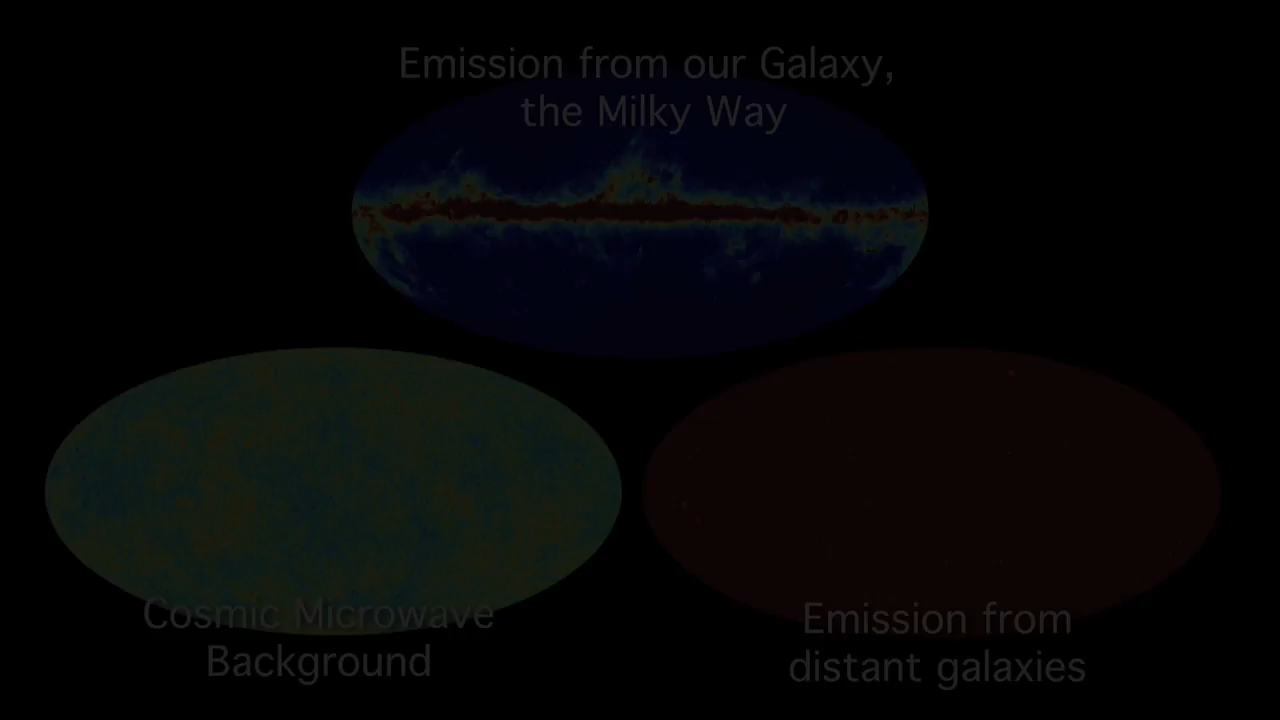 Emission from our Galaxy,
the Milky Way
Cosmic Microwave
Background
Emission from
distant galaxies